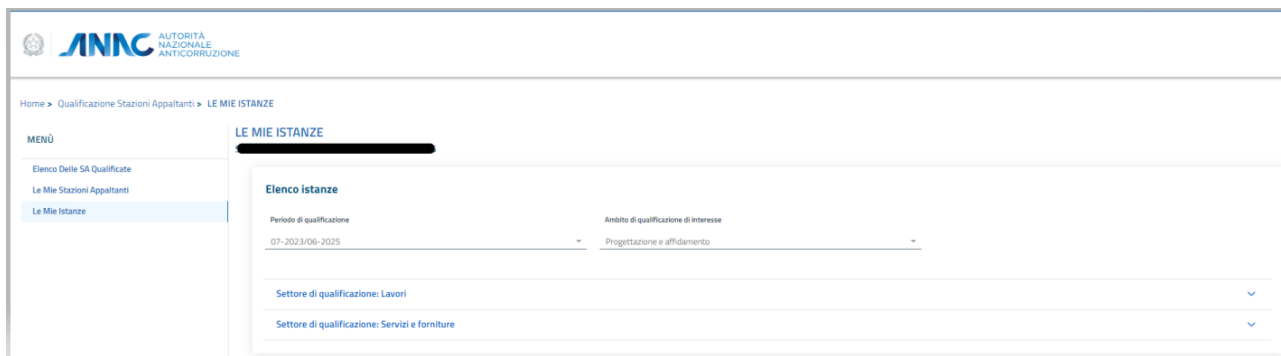 ANAC
AUTORITÀ
NAZIONALE
ANTICORRUZIONE
Home > Qualificazione Stazioni Appaltanti > LE MIE ISTANZE
MENÙ
Elenco Delle SA Qualificate
Le Mie Stazioni Appaltanti
Le Mie Istanze
LE MIE ISTANZE
Elenco istanze
Periodo di qualificazione
07-2023/06-2025
Ambito di qualificazione di interesse
Progettazione e affidamento
Settore di qualificazione: Lavori
Settore di qualificazione: Servizi e forniture